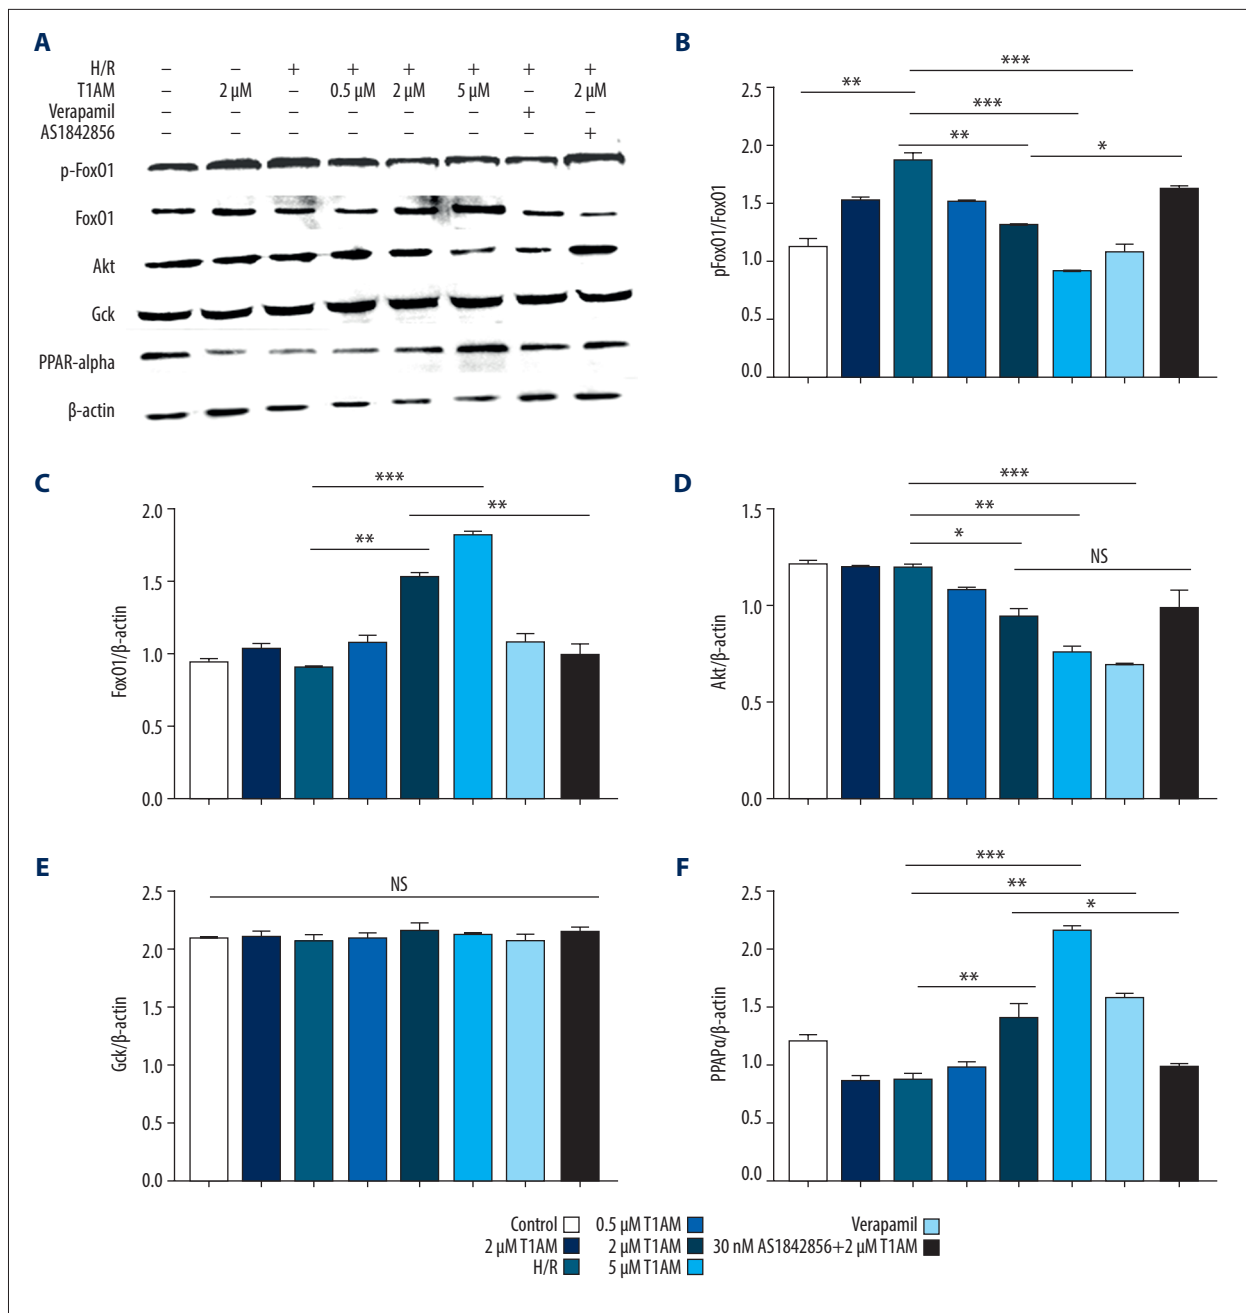 A
H/R – – + + + + + +
T1AM – 2 μM – 0.5 μM 2 μM 5 μM – 2 μM
Verapamil – – – – – – + –
AS1842856 – – – – – – – +
p-FoxO1
FoxO1
Akt
Gck
PPAR-alpha
β-actin
B
***
**
***
**
*
2.5
2.0
1.5
1.0
0.5
0.0
pFoxO1/FoxO1
C
***
**
**
2.0
1.5
1.0
0.5
0.0
FoxO1/β-actin
D
***
**
*
NS
1.5
1.0
0.5
0.0
Akt/β-actin
E
NS
2.5
2.0
1.5
1.0
0.5
0.0
Gck/β-actin
F
***
**
*
**
2.5
2.0
1.5
1.0
0.5
0.0
PPAPα/β-actin
Control 0.5 μM T1AM Verapamil
2 μM T1AM 2 μM T1AM 30 nM AS1842856+2 μM T1AM
H/R 5 μM T1AM